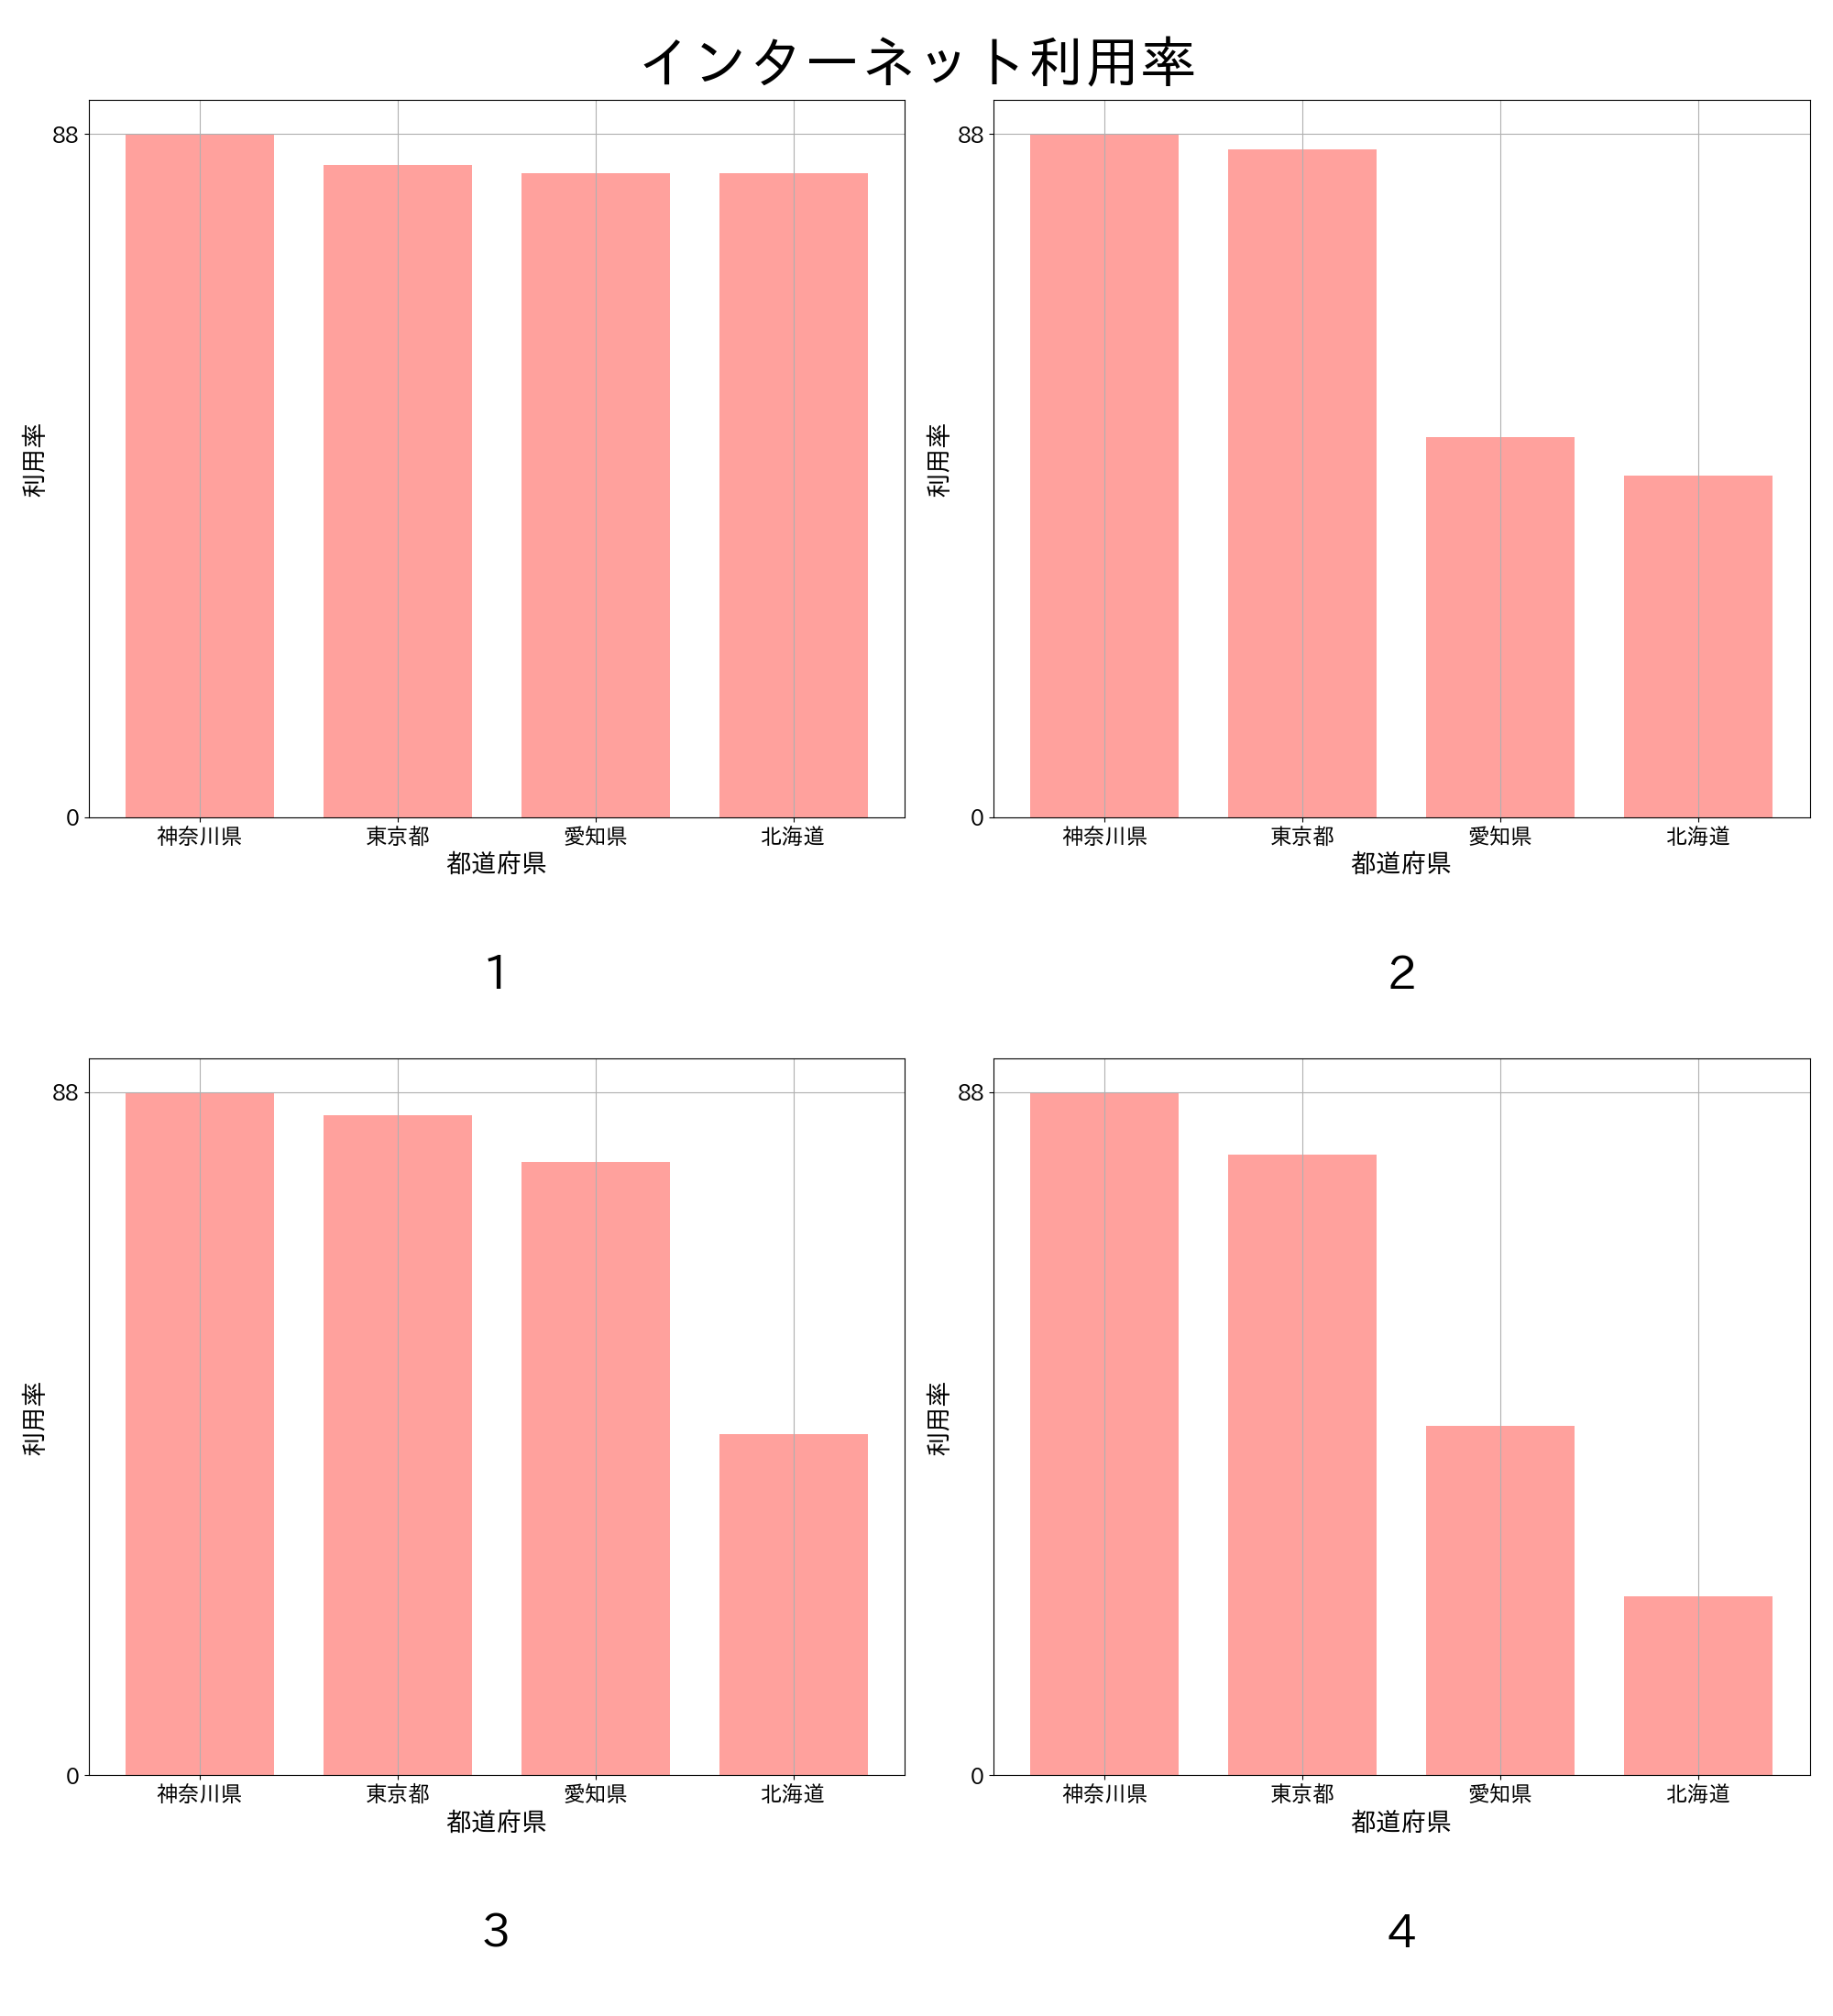 インターネット利用率
88
0
利用率
神奈川県 東京都 愛知県 北海道
都道府県
1
88
0
利用率
神奈川県 東京都 愛知県 北海道
都道府県
2
88
0
利用率
神奈川県 東京都 愛知県 北海道
都道府県
3
88
0
利用率
神奈川県 東京都 愛知県 北海道
都道府県
4